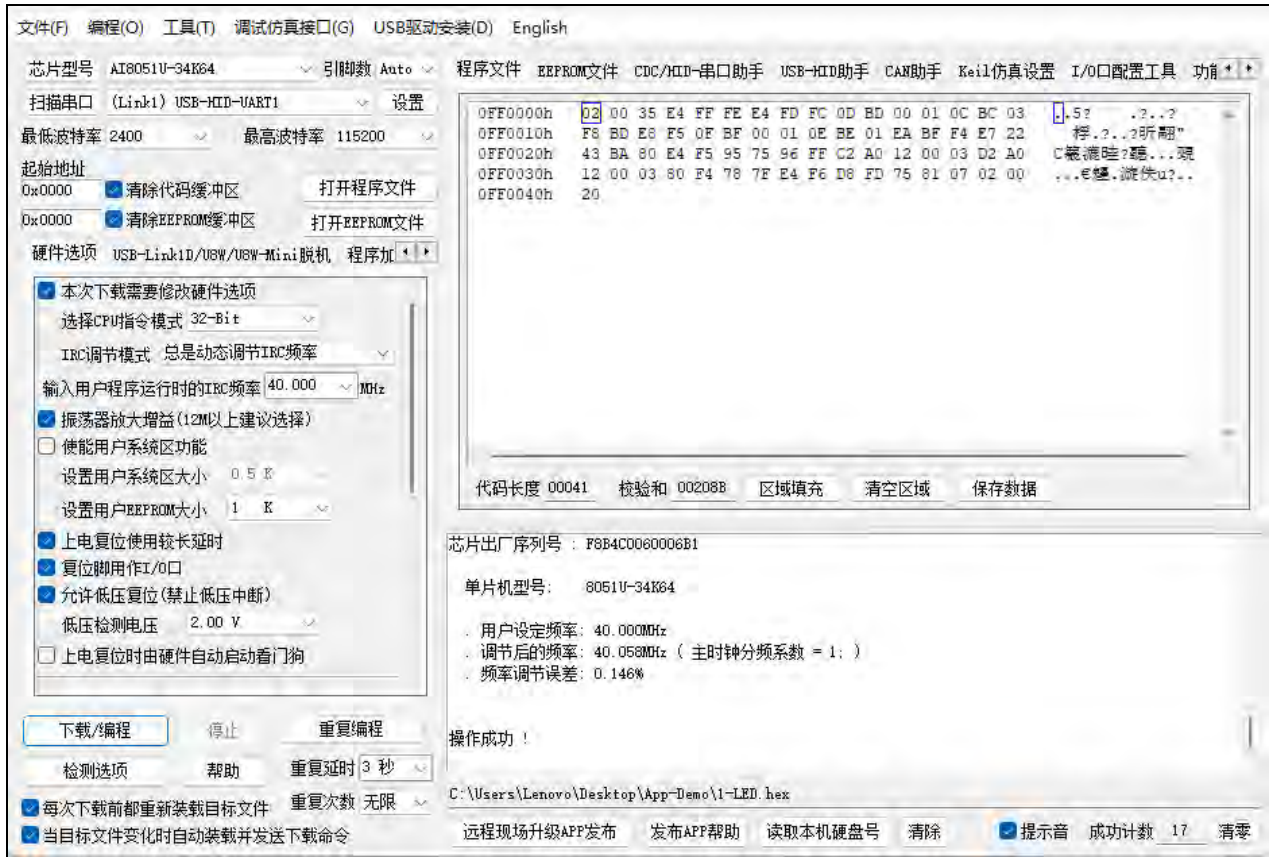 文件(F) 编程(O) 工具(T) 调试仿真接口(G) USB驱动安装(D) English
芯片型号 AI8051U-34K64 引脚数 Auto
扫描串口 (Link1) USB-HID-UART1 设置
最低波特率 2400 最高波特率 115200
起始地址
0x0000 清除代码缓冲区 打开程序文件
0x0000 清除EEPROM缓冲区 打开EEPROM文件
硬件选项 USB-Link1D/U8W/U8W-Mini脱机 程序加
本次下载需要修改硬件选项
选择CPU指令模式 32-Bit
IRC调节模式 总是动态调节IRC频率
输入用户程序运行时的IRC频率 40.000 MHz
振荡器放大增益(12M以上建议选择)
使能用户系统区功能
设置用户系统区大小 0.5 K
设置用户EEPROM大小 1 K
上电复位使用较长延时
复位脚用作I/O口
允许低压复位(禁止低压中断)
低压检测电压 2.00 V
上电复位时由硬件自动启动看门狗
下载/编程 停止 重复编程
检测选项 帮助 重复延时 3 秒
每次下载前都重新装载目标文件 重复次数 无限
当目标文件变化时自动装载并发送下载命令
程序文件 EEPROM文件 CDC/HID-串口助手 USB-HID助手 CAN助手 Keil仿真设置 I/O口配置工具
0FF0000h 02 00 35 E4 FF FE E4 FD FC 0D BD 00 01 0C BC 03 ..5? .?..?
0FF0010h F8 BD E8 F5 0F BF 00 01 0E BE 01 EA BF F4 E7 22
0FF0020h 43 BA 80 E4 F5 95 75 96 FF C2 A0 12 00 03 D2 A0
0FF0030h 12 00 03 80 F4 78 7F E4 F6 D8 FD 75 81 07 02 00
0FF0040h 20
代码长度 00041 校验和 00208B 区域填充 清空区域 保存数据
芯片出厂序列号 : F8B4C0060006B1
单片机型号: 8051U-34K64
. 用户设定频率: 40.000MHz
. 调节后的频率: 40.058MHz ( 主时钟分频系数 = 1; )
. 频率调节误差: 0.146%
操作成功 !
C:\Users\Lenovo\Desktop\App-Demo\1-LED.hex
远程现场升级APP发布 发布APP帮助 读取本机硬盘号 清除 提示音 成功计数 17 清零